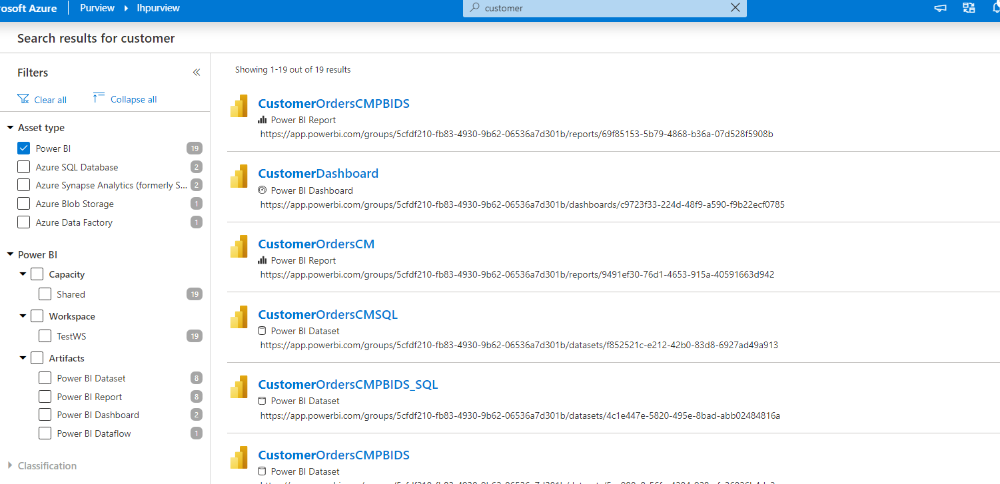 rosoft Azure
Purview
lhpurview
customer
Search results for customer
Filters
Clear all
Collapse all
Asset type
Power BI 19
Azure SQL Database 2
Azure Synapse Analytics (formerly S... 2
Azure Blob Storage 1
Azure Data Factory 1
Power BI
Capacity
Shared 19
Workspace
TestWS 19
Artifacts
Power BI Dataset 8
Power BI Report 8
Power BI Dashboard 2
Power BI Dataflow 1
Classification
Showing 1-19 out of 19 results
CustomerOrdersCMPBIDS
Power BI Report
https://app.powerbi.com/groups/5cfdf210-fb83-4930-9b62-06536a7d301b/reports/69f85153-5b79-4868-b36a-07d528f5908b
CustomerDashboard
Power BI Dashboard
https://app.powerbi.com/groups/5cfdf210-fb83-4930-9b62-06536a7d301b/dashboards/c9723f33-224d-48f9-a590-f9b22ecf0785
CustomerOrdersCM
Power BI Report
https://app.powerbi.com/groups/5cfdf210-fb83-4930-9b62-06536a7d301b/reports/9491ef30-76d1-4653-915a-40591663d942
CustomerOrdersCMSQL
Power BI Dataset
https://app.powerbi.com/groups/5cfdf210-fb83-4930-9b62-06536a7d301b/datasets/f852521c-e212-42b0-83d8-6927ad49a913
CustomerOrdersCMPBIDS_SQL
Power BI Dataset
https://app.powerbi.com/groups/5cfdf210-fb83-4930-9b62-06536a7d301b/datasets/4c1e447e-5820-495e-8bad-abb02484816a
CustomerOrdersCMPBIDS
Power BI Dataset